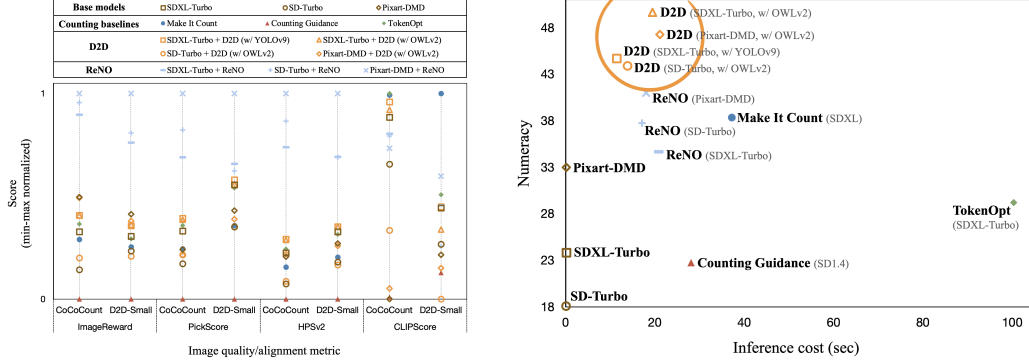 Base models SDXL-Turbo SD-Turbo Pixart-DMD
Counting baselines Make It Count Counting Guidance TokenOpt
D2D SDXL-Turbo + D2D (w/ YOLOv9) SDXL-Turbo + D2D (w/ OWLv2)
SD-Turbo + D2D (w/ OWLv2) Pixart-DMD + D2D (w/ OWLv2)
ReNO SDXL-Turbo + ReNO SD-Turbo + ReNO Pixart-DMD + ReNO
1
0
Score
(min-max normalized)
CoCoCount D2D-Small CoCoCount D2D-Small CoCoCount D2D-Small CoCoCount D2D-Small
ImageReward PickScore HPSv2 CLIPScore
Image quality/alignment metric
Numeracy
48
43
38
33
28
23
18
D2D (SDXL-Turbo, w/ OWLv2)
D2D (Pixart-DMD, w/ OWLv2)
D2D (SDXL-Turbo, w/ YOLOv9)
D2D (SD-Turbo, w/ OWLv2)
ReNO (Pixart-DMD)
Make It Count (SDXL)
ReNO (SD-Turbo)
ReNO (SDXL-Turbo)
Pixart-DMD
TokenOpt
(SDXL-Turbo)
SDXL-Turbo
Counting Guidance (SD1.4)
SD-Turbo
0 20 40 60 80 100
Inference cost (sec)